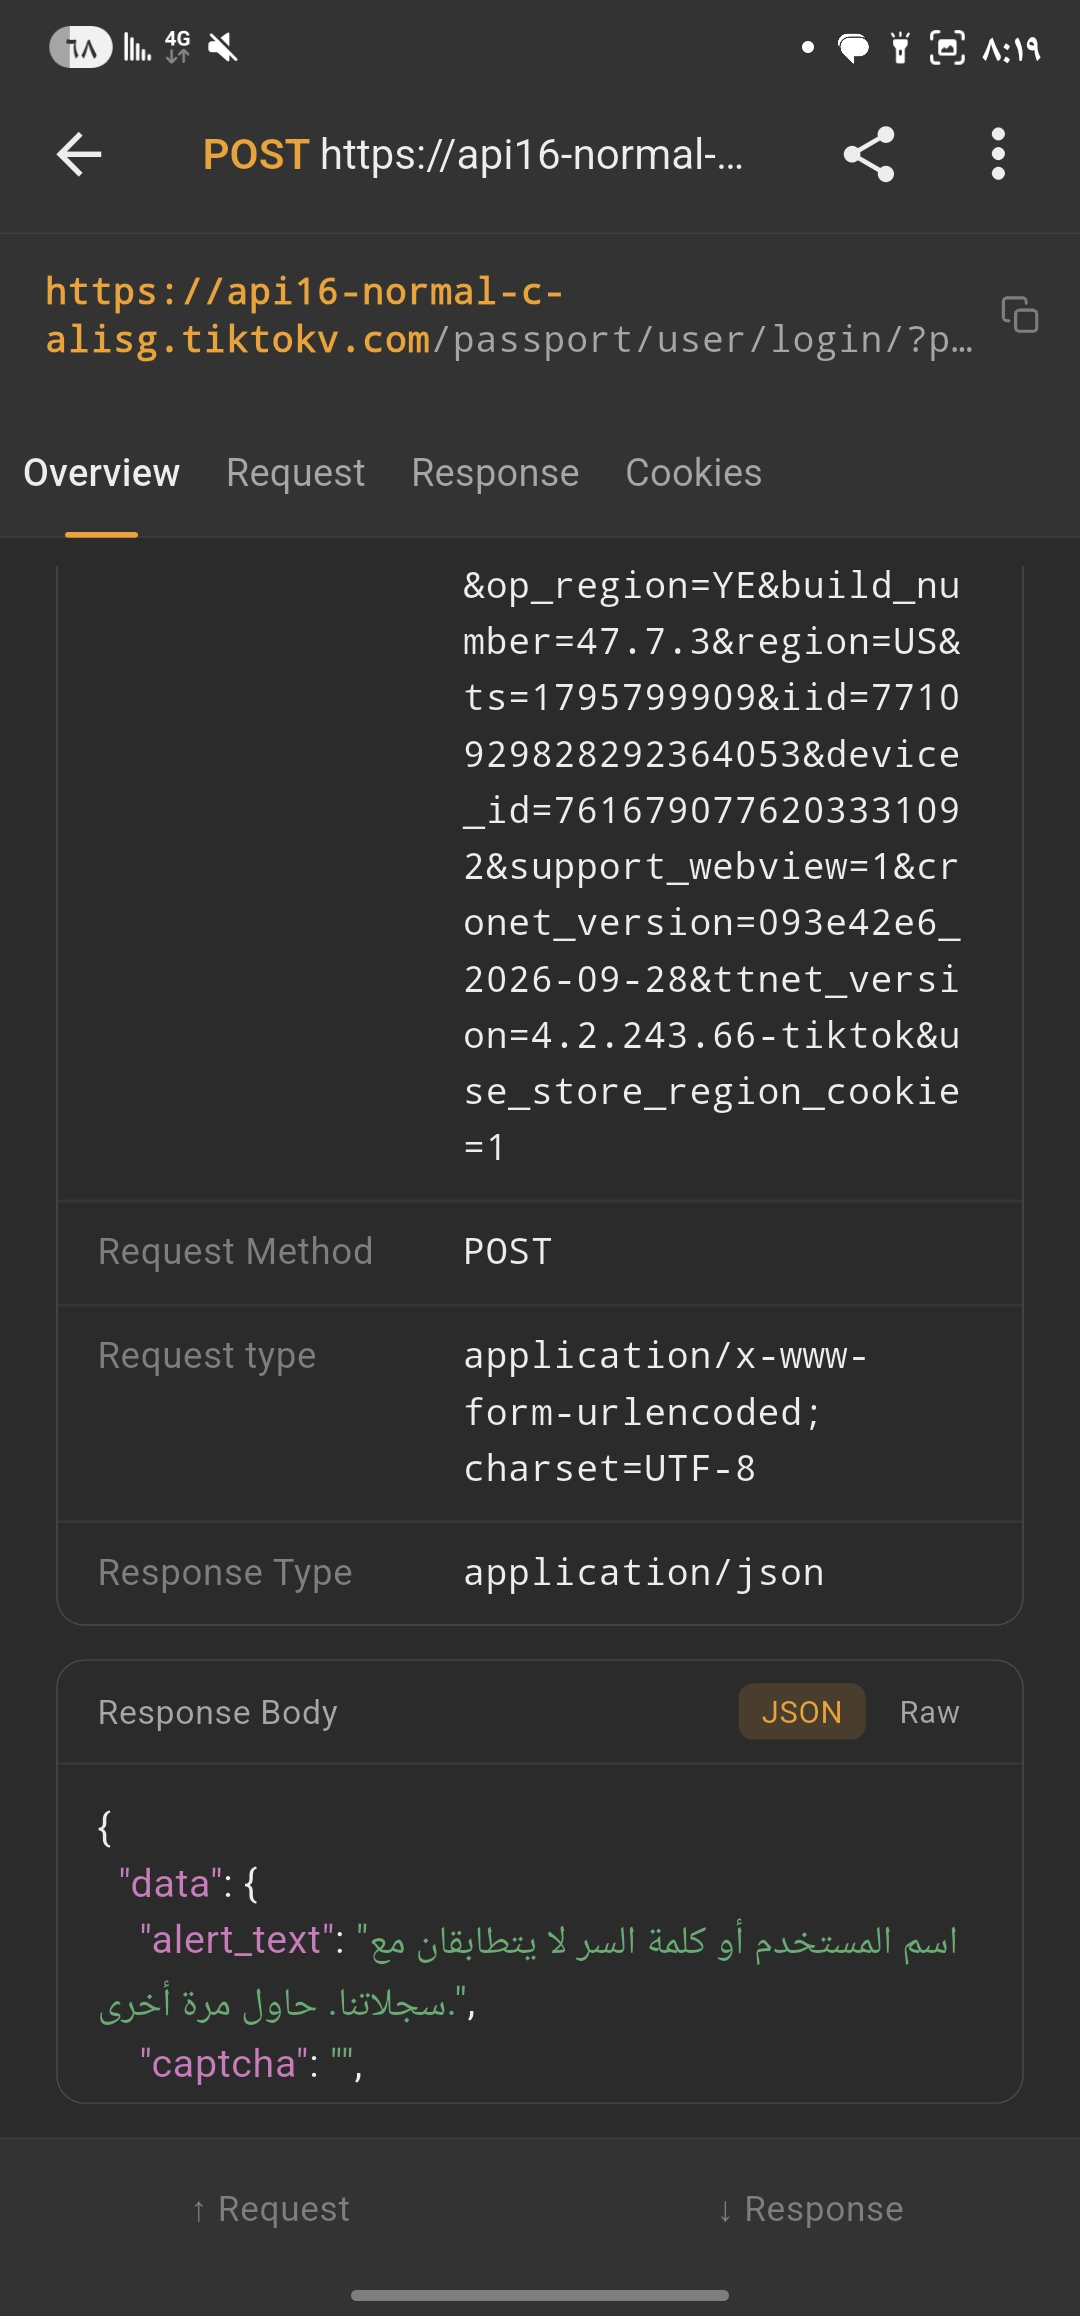 ٦٨ 4G ٨:١٩
POST https://api16-normal-...
https://api16-normal-c-
alisg.tiktokv.com/passport/user/login/?p...
Overview Request Response Cookies
&op_region=YE&build_nu
mber=47.7.3&region=US&
ts=1795799909&iid=7710
929828292364053&device
_id=761679077620333109
2&support_webview=1&cr
onet_version=093e42e6_
2026-09-28&ttnet_versi
on=4.2.243.66-tiktok&u
se_store_region_cookie
=1
Request Method POST
Request type application/x-www-
form-urlencoded;
charset=UTF-8
Response Type application/json
Response Body JSON Raw
{
"data": {
"alert_text": "اسم المستخدم أو كلمة السر لا يتطابقان مع
سجلاتنا. حاول مرة أخرى.",
"captcha": "",
↑ Request ↓ Response